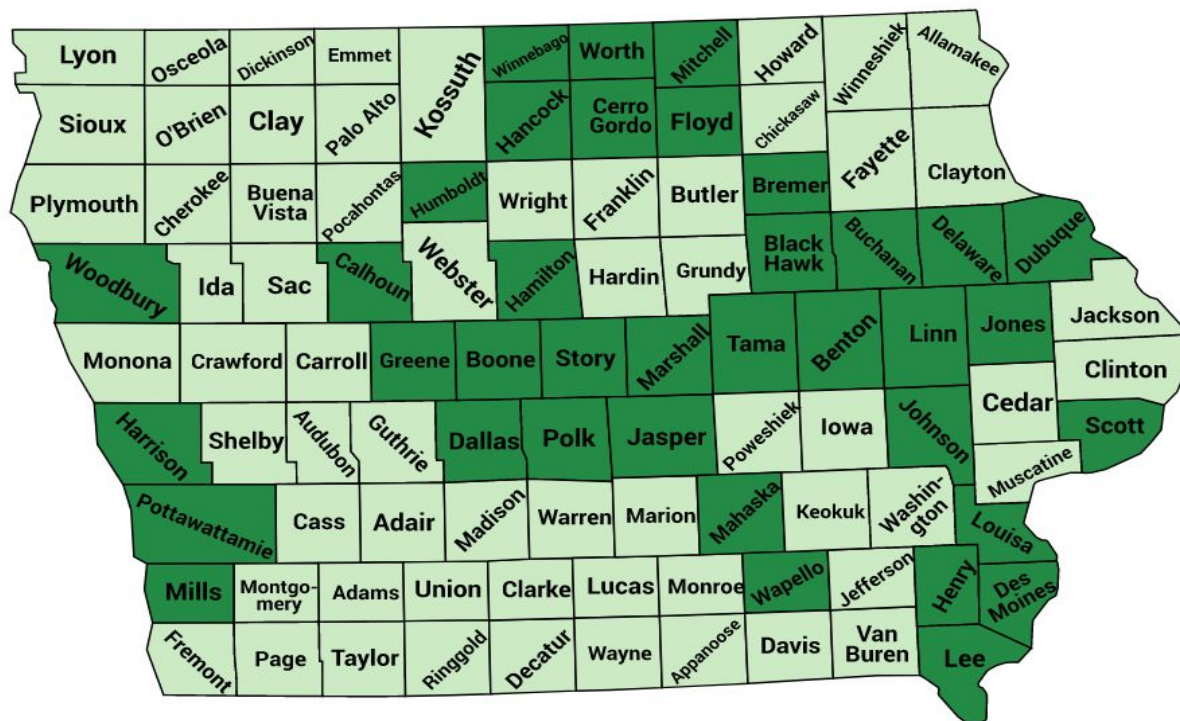 Lyon
Osceola
Dickinson
Emmet
Kossuth
Winnebago
Worth
Mitchell
Howard
Winneshiek
Allamakee
Sioux
O'Brien
Clay
Palo Alto
Hancock
Cerro
Gordo
Floyd
Chickasaw
Fayette
Clayton
Plymouth
Cherokee
Buena
Vista
Pocahontas
Humboldt
Wright
Franklin
Butler
Bremer
Woodbury
Ida
Sac
Calhoun
Webster
Hamilton
Hardin
Grundy
Black
Hawk
Buchanan
Delaware
Dubuque
Monona
Crawford
Carroll
Greene
Boone
Story
Marshall
Tama
Benton
Linn
Jones
Jackson
Clinton
Harrison
Shelby
Audubon
Guthrie
Dallas
Polk
Jasper
Poweshiek
Iowa
Johnson
Cedar
Scott
Muscatine
Pottawattamie
Cass
Adair
Madison
Warren
Marion
Mahaska
Keokuk
Washin-
gton
Louisa
Mills
Montgo-
mery
Adams
Union
Clarke
Lucas
Monroe
Wapello
Jefferson
Henry
Des
Moines
Fremont
Page
Taylor
Ringgold
Decatur
Wayne
Appanoose
Davis
Van
Buren
Lee